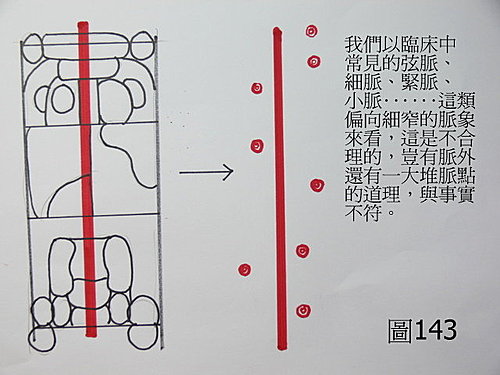 我們以臨床中
常見的弦脈、
細脈、緊脈、
小脈‧‧‧‧‧‧這類
偏向細窄的脈象
來看，這是不合
理的，豈有脈外
還有一大堆脈點
的道理，與事實
不符。
圖143